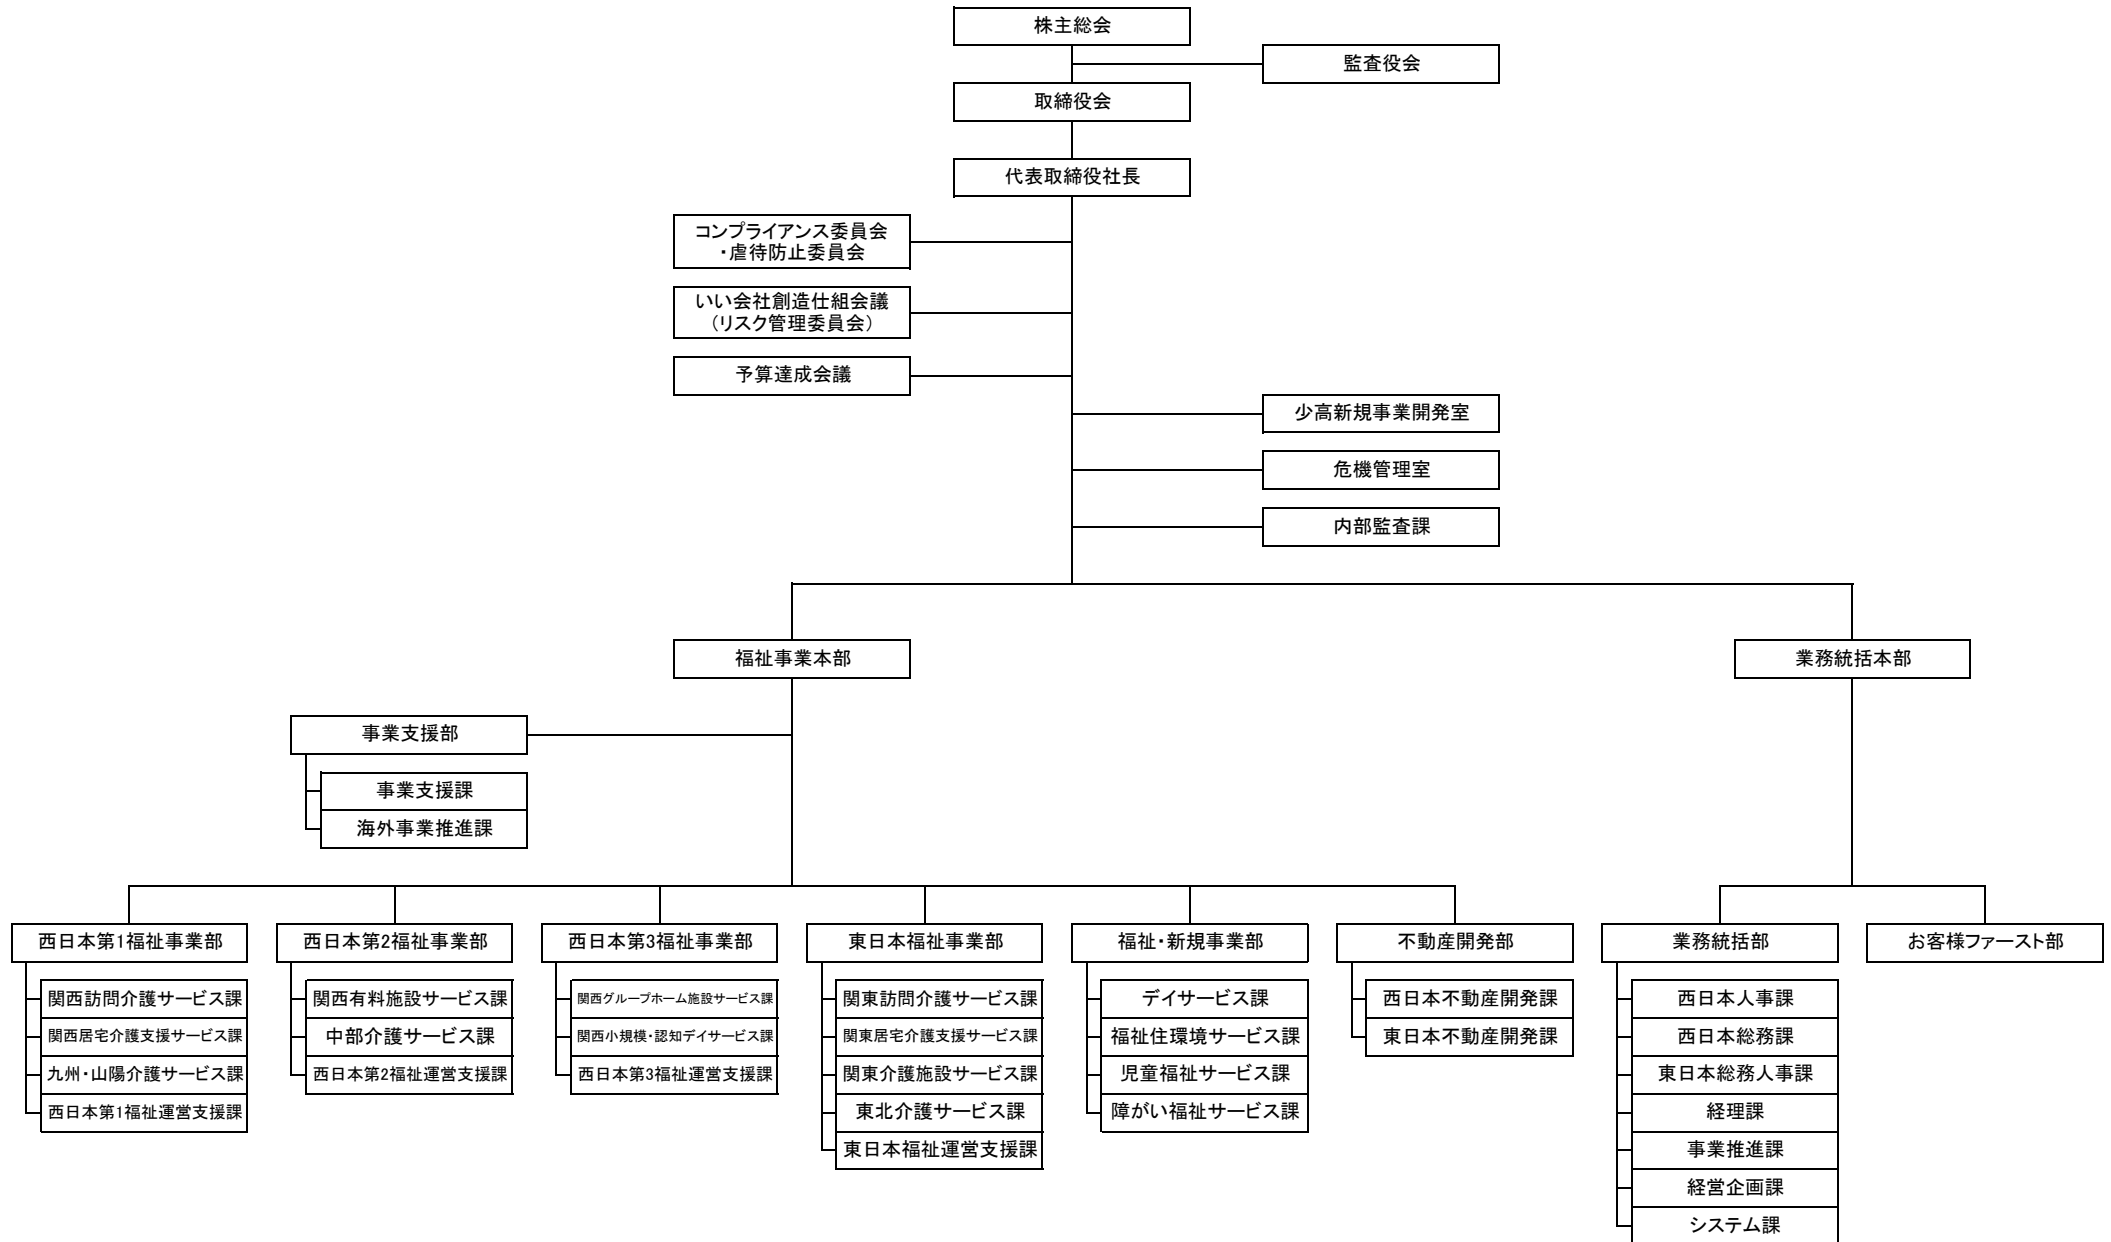 株主総会
監査役会
取締役会
代表取締役社長
コンプライアンス委員会
・虐待防止委員会
いい会社創造仕組会議
（リスク管理委員会）
予算達成会議
少高新規事業開発室
危機管理室
内部監査課
福祉事業本部
業務統括本部
事業支援部
事業支援課
海外事業推進課
西日本第1福祉事業部
関西訪問介護サービス課
関西居宅介護支援サービス課
九州・山陽介護サービス課
西日本第1福祉運営支援課
西日本第2福祉事業部
関西有料施設サービス課
中部介護サービス課
西日本第2福祉運営支援課
西日本第3福祉事業部
関西グループホーム施設サービス課
関西小規模・認知デイサービス課
西日本第3福祉運営支援課
東日本福祉事業部
関東訪問介護サービス課
関東居宅介護支援サービス課
関東介護施設サービス課
東北介護サービス課
東日本福祉運営支援課
福祉・新規事業部
デイサービス課
福祉住環境サービス課
児童福祉サービス課
障がい福祉サービス課
不動産開発部
西日本不動産開発課
東日本不動産開発課
業務統括部
西日本人事課
西日本総務課
東日本総務人事課
経理課
事業推進課
経営企画課
システム課
お客様ファースト部